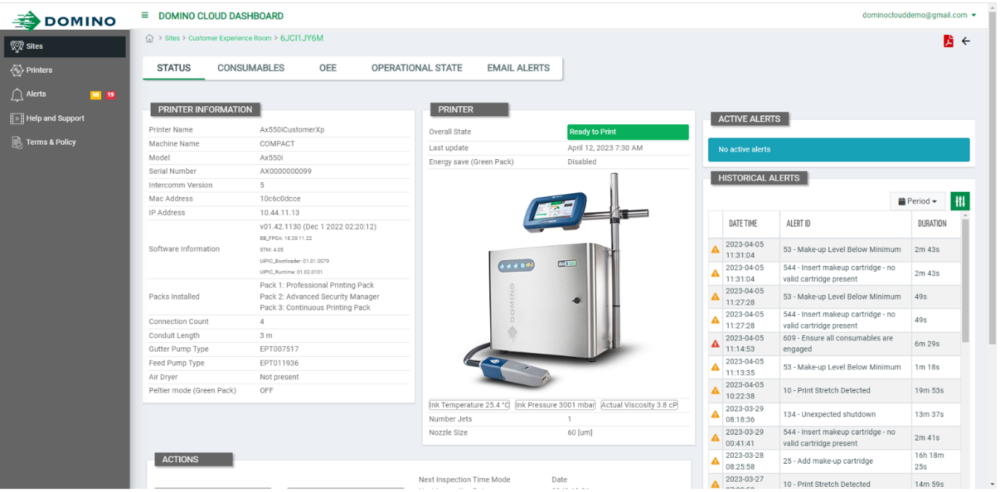 DOMINO
DOMINO CLOUD DASHBOARD
dominoclouddemo@gmail.com
Sites
Printers
Alerts 66 19
Help and Support
Terms & Policy
> Sites > Customer Experience Room > 6JCI1JY6M
STATUS CONSUMABLES OEE OPERATIONAL STATE EMAIL ALERTS
PRINTER INFORMATION
Printer Name Ax550iCustomerXp
Machine Name COMPACT
Model Ax550i
Serial Number AX0000000099
Intercomm Version 5
Mac Address 10c6c0dcce
IP Address 10.44.11.13
Software Information
v01.42.1130 (Dec 1 2022 02:20:12)
BB_FPGA: 18.29.11.22
STM: 4.05
UIPIC_Bootloader: 01.01.0079
UIPIC_Runtime: 01.02.0101
Packs Installed
Pack 1: Professional Printing Pack
Pack 2: Advanced Security Manager
Pack 3: Continuous Printing Pack
Connection Count 4
Conduit Length 3 m
Gutter Pump Type EPT007517
Feed Pump Type EPT011936
Air Dryer Not present
Peltier mode (Green Pack) OFF
PRINTER
Overall State Ready to Print
Last update April 12, 2023 7:30 AM
Energy save (Green Pack) Disabled
DOMINO
Ink Temperature 25.4 °C Ink Pressure 3001 mbar Actual Viscosity 3.8 cP
Number Jets 1
Nozzle Size 60 [um]
ACTIVE ALERTS
No active alerts
HISTORICAL ALERTS
Period
DATE TIME ALERT ID DURATION
2023-04-05 11:31:04 53 - Make-up Level Below Minimum 2m 43s
2023-04-05 11:31:04 544 - Insert makeup cartridge - no valid cartridge present 2m 43s
2023-04-05 11:27:28 53 - Make-up Level Below Minimum 49s
2023-04-05 11:27:28 544 - Insert makeup cartridge - no valid cartridge present 49s
2023-04-05 11:14:53 609 - Ensure all consumables are engaged 6m 29s
2023-04-05 11:13:35 53 - Make-up Level Below Minimum 1m 18s
2023-04-05 10:22:38 10 - Print Stretch Detected 19m 53s
2023-03-29 08:18:36 134 - Unexpected shutdown 13m 37s
2023-03-29 00:41:41 544 - Insert makeup cartridge - no valid cartridge present 2m 41s
2023-03-28 08:25:58 25 - Add make-up cartridge 16h 18m 25s
2023-03-27 10 - Print Stretch Detected 14m 59s
ACTIONS
Next Inspection Time Mode Date